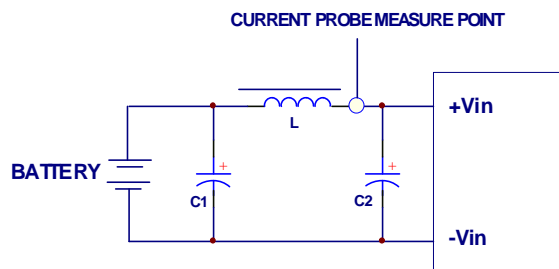 CURRENT PROBE MEASURE POINT
+Vin
L
BATTERY
+
+
C1
C2
-Vin